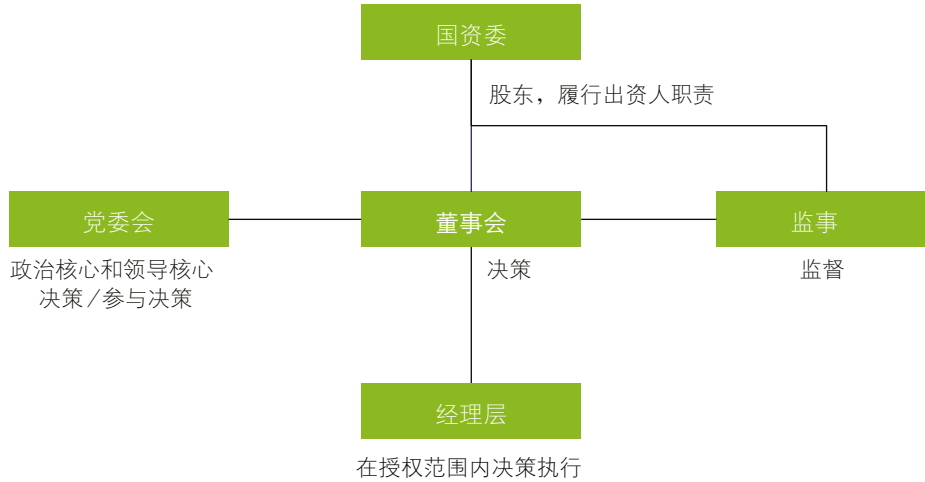 国资委
股东，履行出资人职责
党委会
董事会
监事
政治核心和领导核心
决策/参与决策
决策
监督
经理层
在授权范围内决策执行